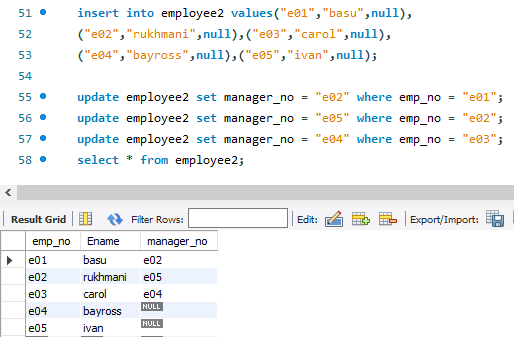 51 insert into employee2 values("e01","basu",null),
52 ("e02","rukhmani",null),("e03","carol",null),
53 ("e04","bayross",null),("e05","ivan",null);
54
55 update employee2 set manager_no = "e02" where emp_no = "e01";
56 update employee2 set manager_no = "e05" where emp_no = "e02";
57 update employee2 set manager_no = "e04" where emp_no = "e03";
58 select * from employee2;
Result Grid Filter Rows: Edit: Export/Import:
emp_no Ename manager_no
e01 basu e02
e02 rukhmani e05
e03 carol e04
e04 bayross NULL
e05 ivan NULL